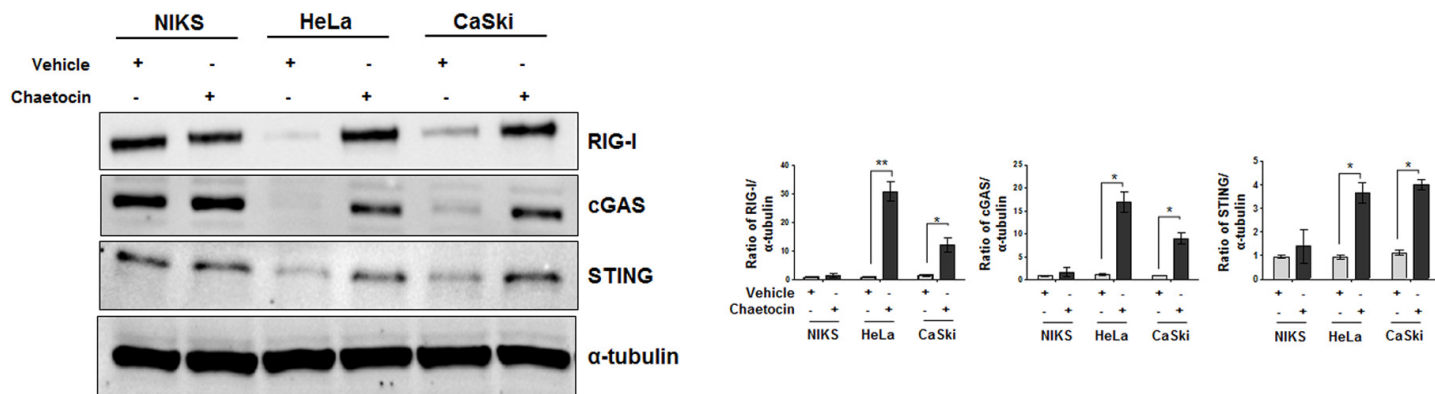 NIKS HeLa CaSki
Vehicle + - + - + -
Chaetocin - + - + - +
RIG-I
cGAS
STING
α-tubulin
Ratio of RIG-I/
α-tubulin
40
30
20
10
0
**
*
Vehicle + - + - + -
Chaetocin - + - + - +
NIKS HeLa CaSki
Ratio of cGAS/
α-tubulin
25
20
15
10
5
0
*
*
+ - + - + -
- + - + - +
NIKS HeLa CaSki
Ratio of STING/
α-tubulin
5
4
3
2
1
0
*
*
+ - + - + -
- + - + - +
NIKS HeLa CaSki